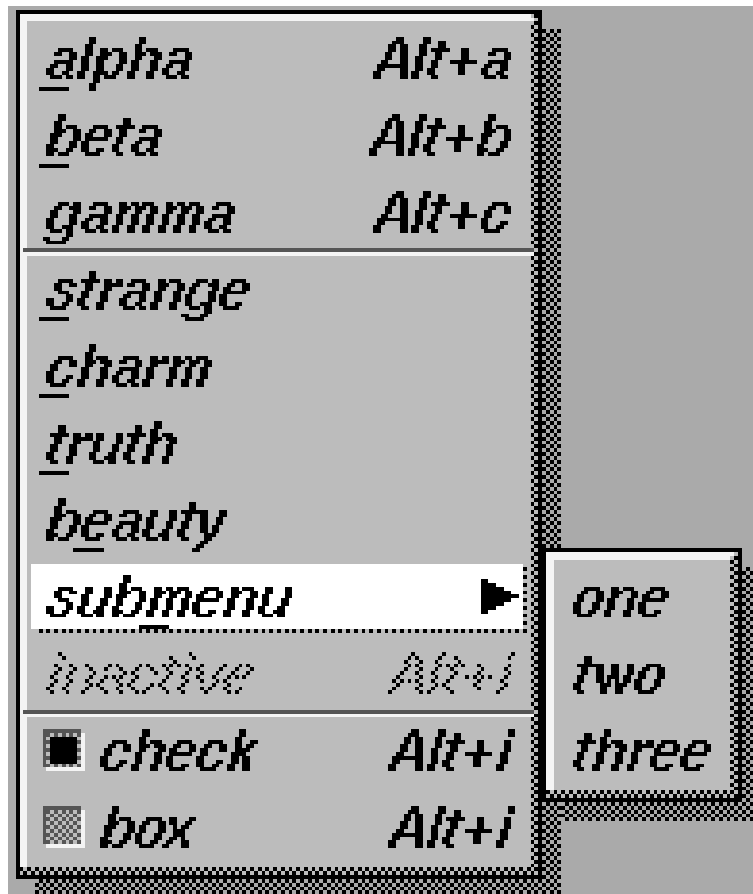 alpha Alt+a
beta Alt+b
gamma Alt+c
strange
charm
truth
beauty
submenu
inactive Alt+i
check Alt+i
box Alt+i
one
two
three